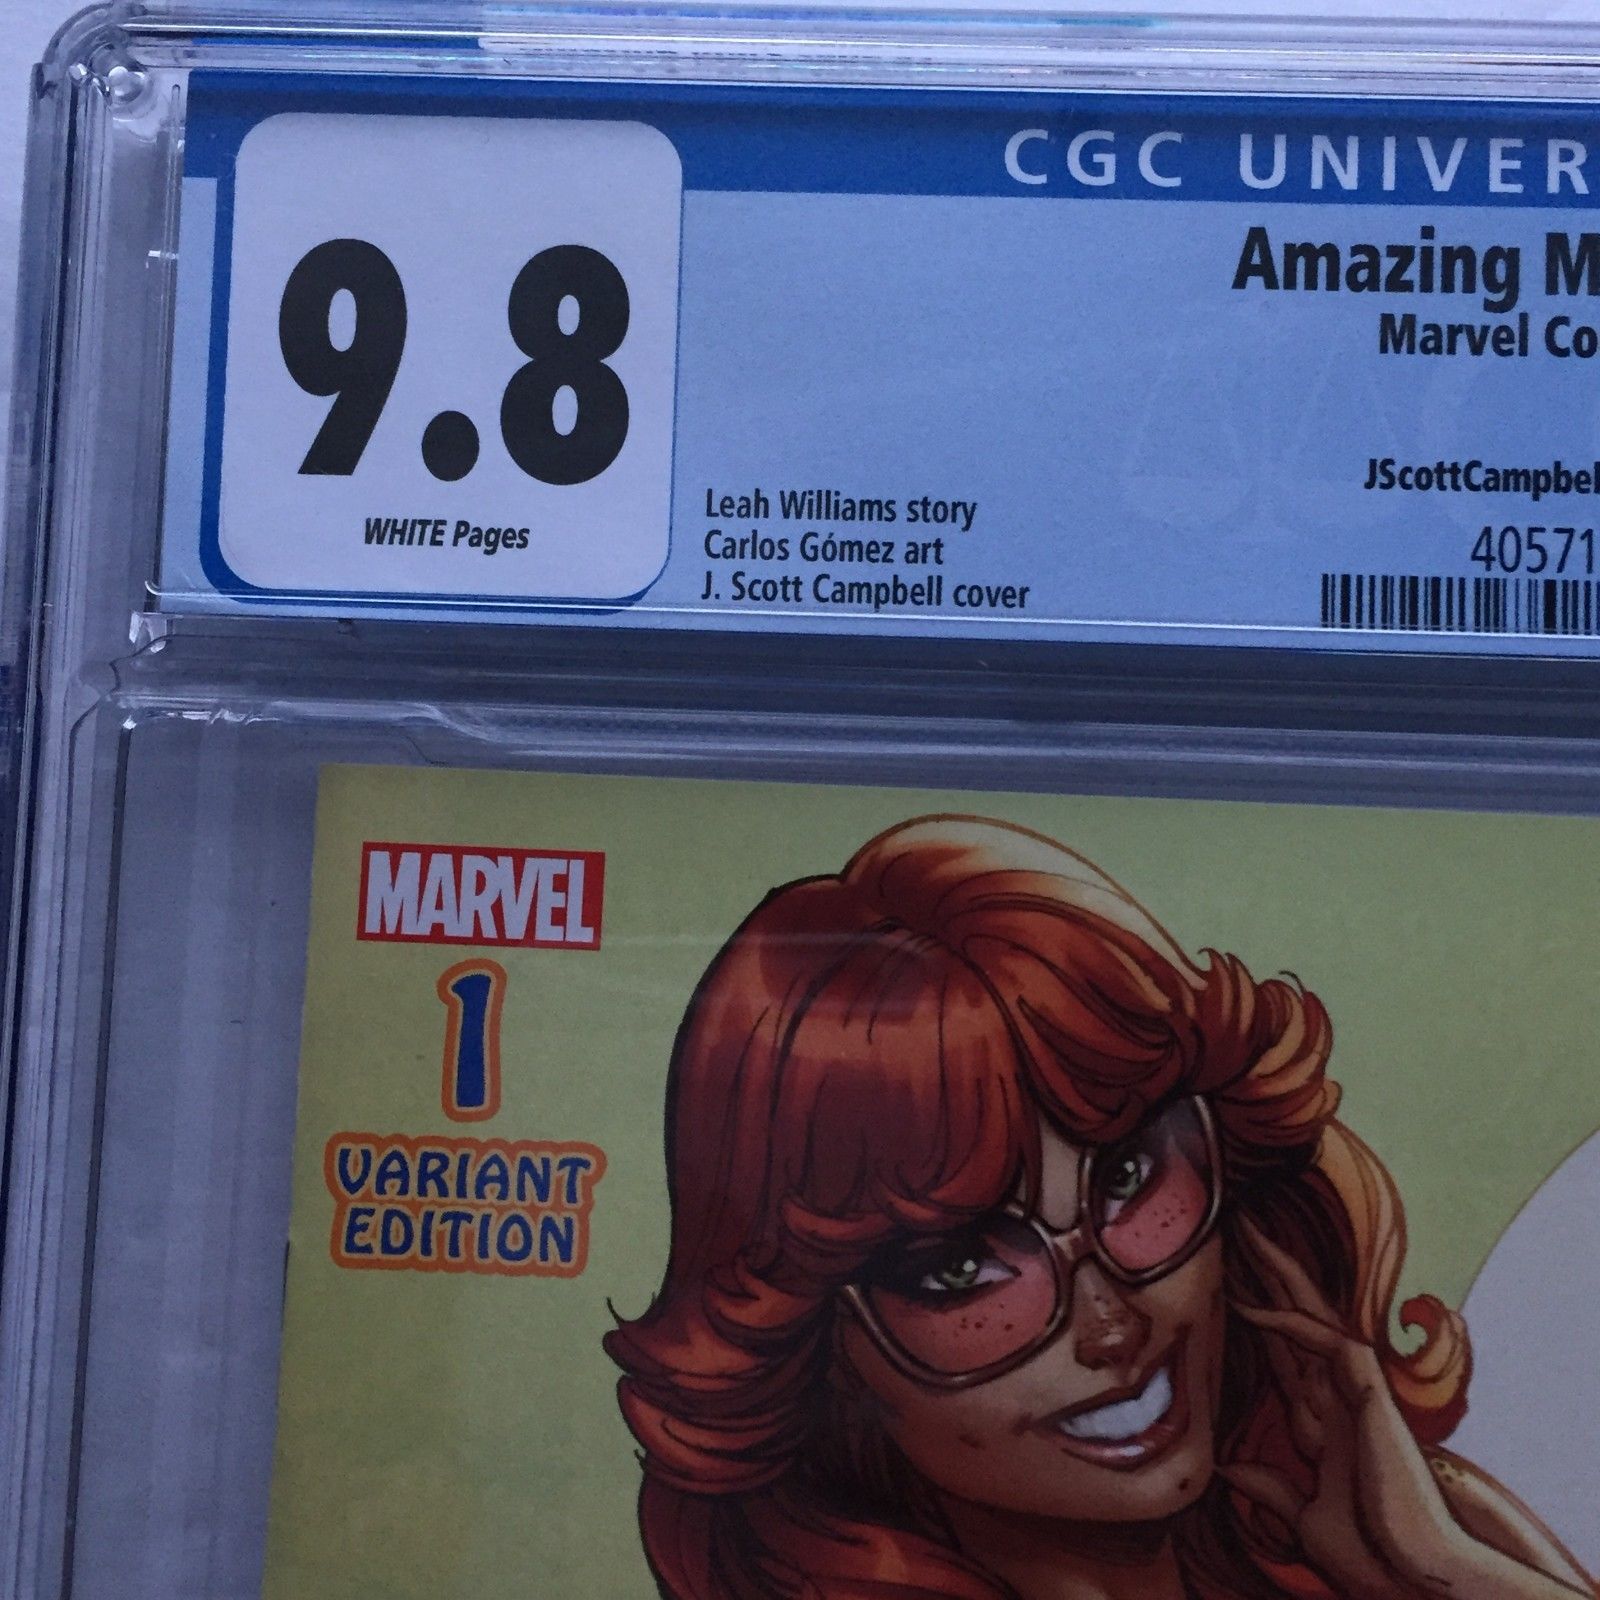 CGC UNIVER
9.8
WHITE Pages
Amazing M
Marvel Co
JScottCampbel
Leah Williams story
Carlos Gómez art
J. Scott Campbell cover
40571
MARVEL
1
VARIANT
EDITION